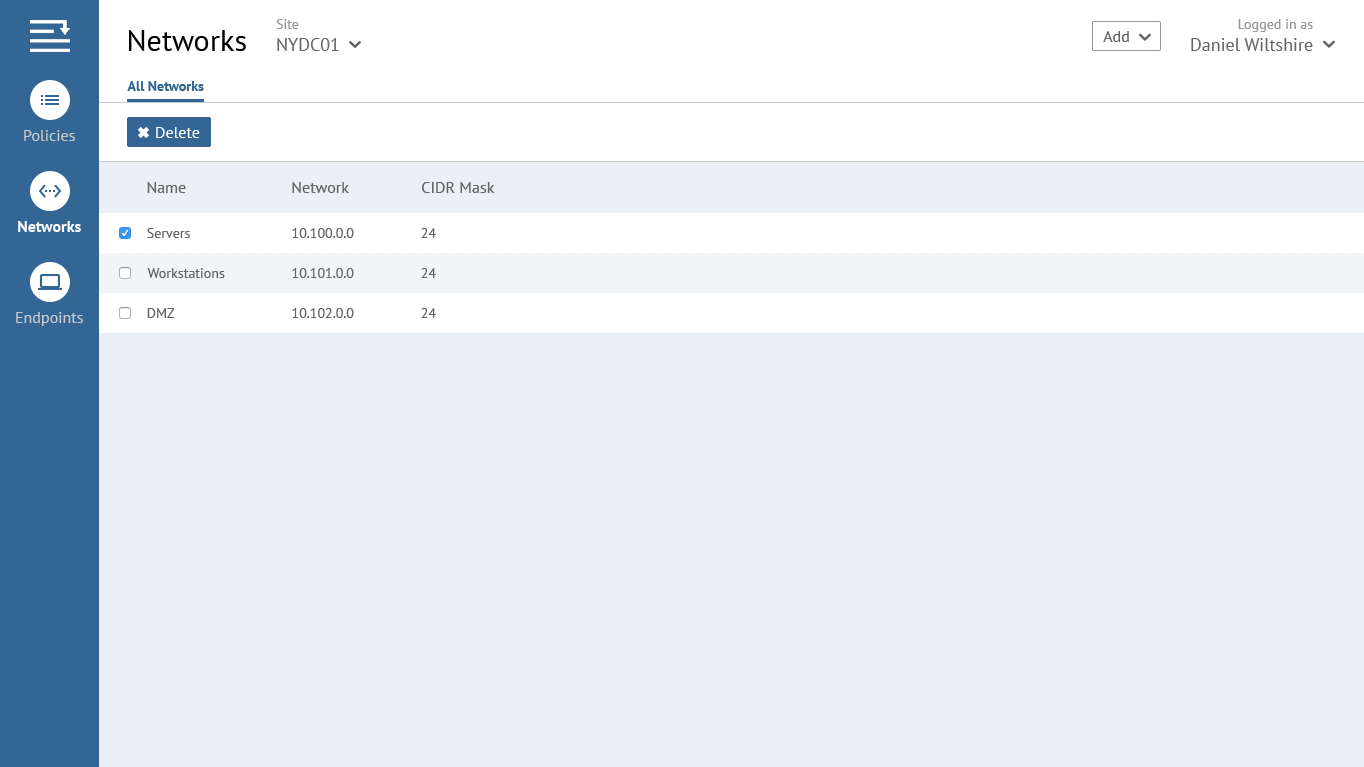 Networks
Site
NYDC01
Add
Logged in as
Daniel Wiltshire
All Networks
Delete
Policies
Networks
Endpoints
Name Network CIDR Mask
Servers 10.100.0.0 24
Workstations 10.101.0.0 24
DMZ 10.102.0.0 24